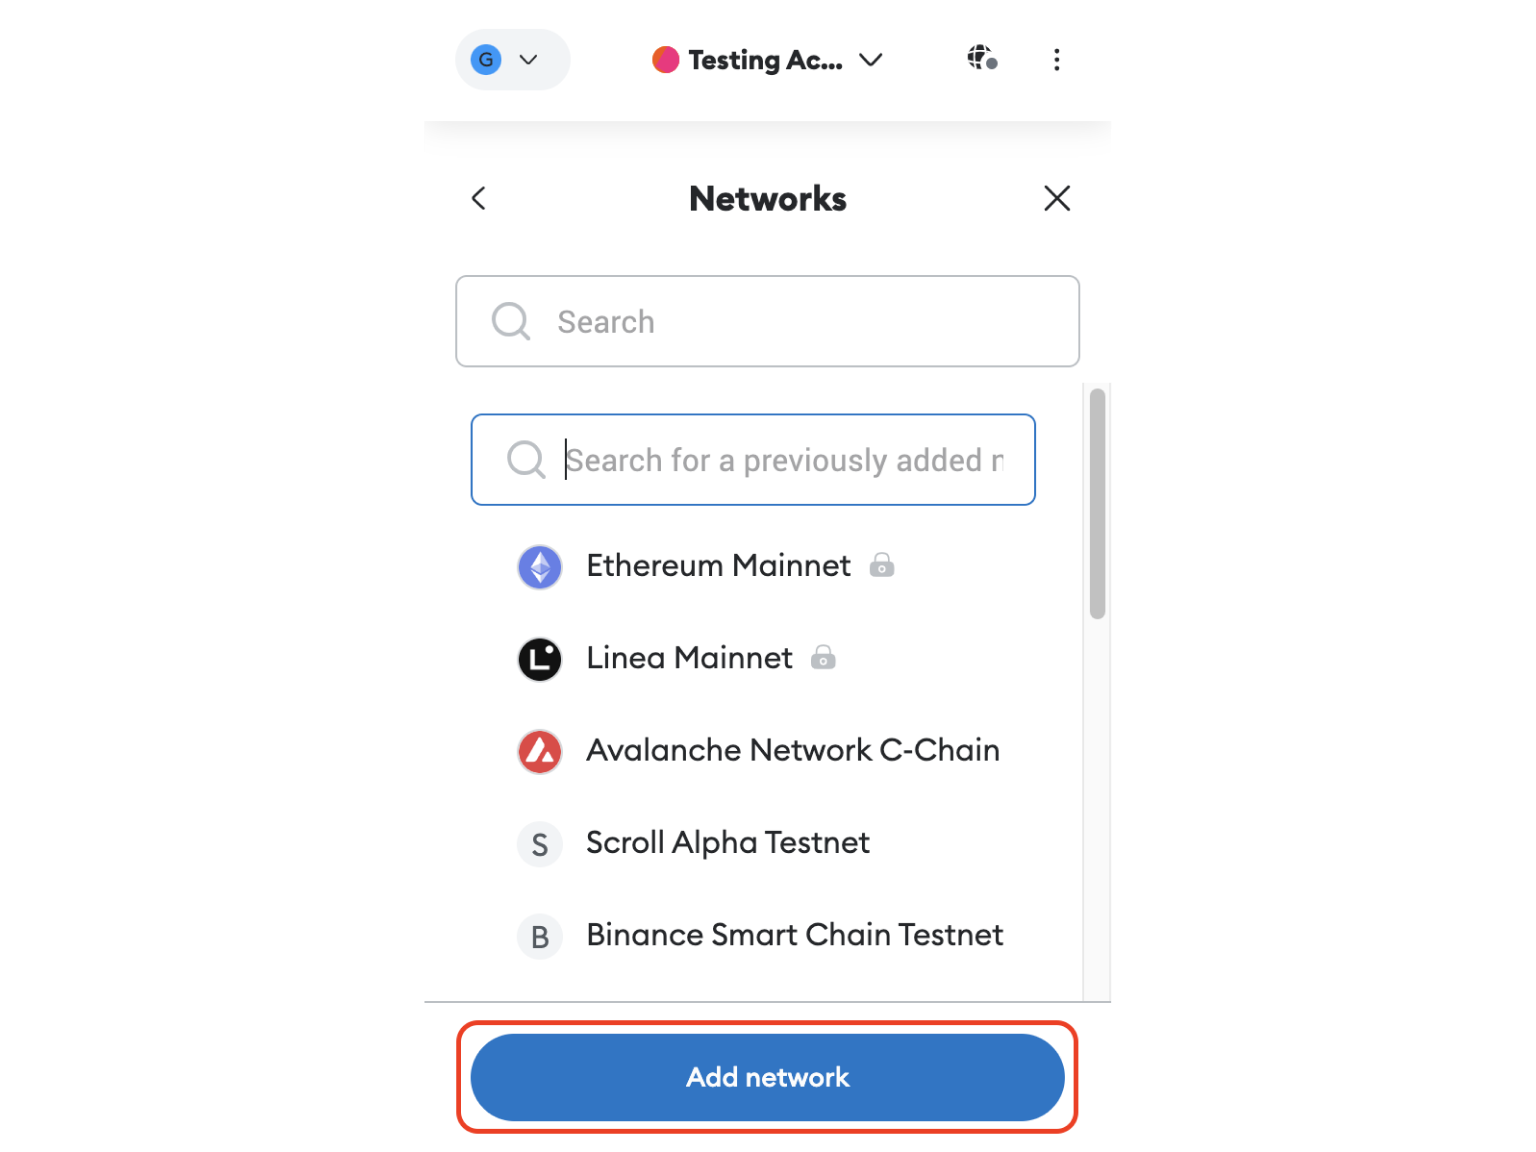 G
Testing Ac...
Networks
Search
Search for a previously added n
Ethereum Mainnet
Linea Mainnet
Avalanche Network C-Chain
S
Scroll Alpha Testnet
B
Binance Smart Chain Testnet
Add network